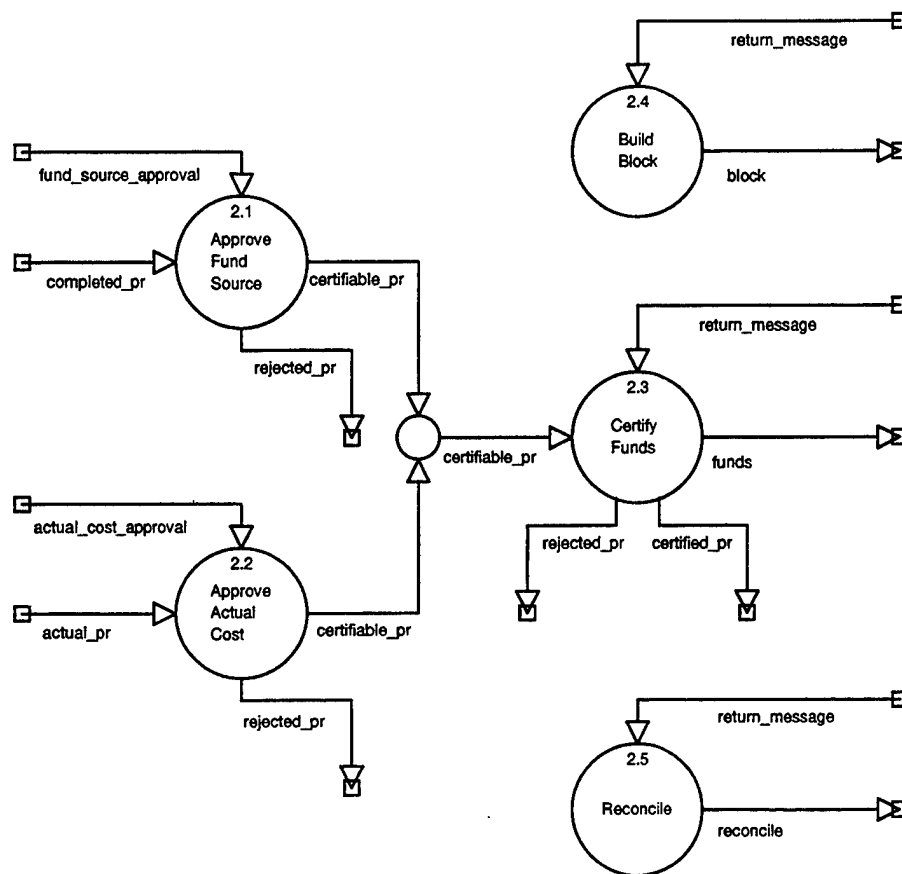 return_message
2.4
Build
Block
block
fund_source_approval
2.1
Approve
Fund
Source
completed_pr
certifiable_pr
rejected_pr
return_message
2.3
Certify
Funds
certifiable_pr
funds
rejected_pr
certified_pr
actual_cost_approval
2.2
Approve
Actual
Cost
actual_pr
certifiable_pr
rejected_pr
return_message
2.5
Reconcile
reconcile